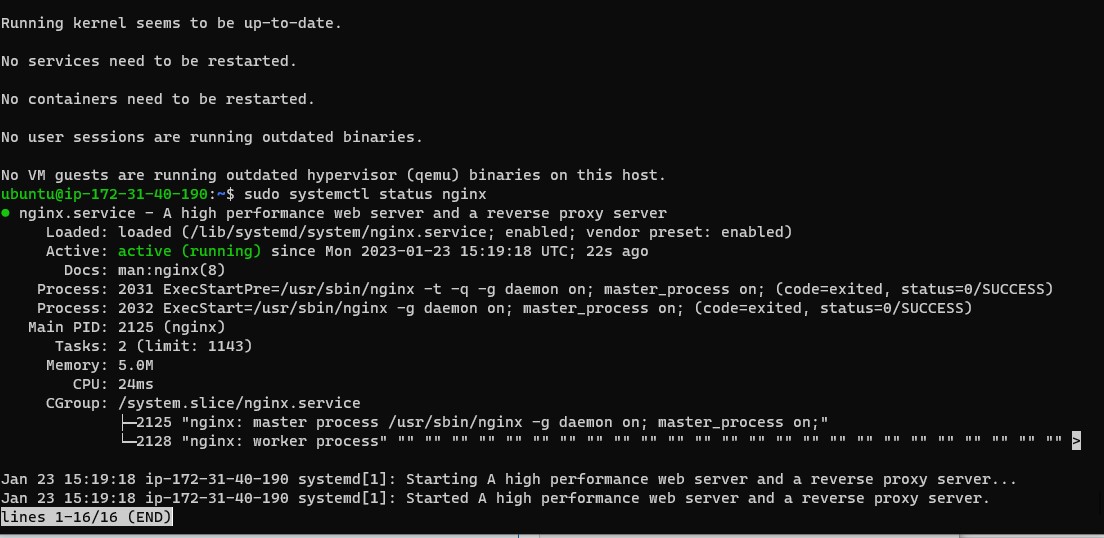 Running kernel seems to be up-to-date.
No services need to be restarted.
No containers need to be restarted.
No user sessions are running outdated binaries.
No VM guests are running outdated hypervisor (qemu) binaries on this host.
ubuntu@ip-172-31-40-190:~$ sudo systemctl status nginx
● nginx.service - A high performance web server and a reverse proxy server
     Loaded: loaded (/lib/systemd/system/nginx.service; enabled; vendor preset: enabled)
     Active: active (running) since Mon 2023-01-23 15:19:18 UTC; 22s ago
       Docs: man:nginx(8)
    Process: 2031 ExecStartPre=/usr/sbin/nginx -t -q -g daemon on; master_process on; (code=exited, status=0/SUCCESS)
    Process: 2032 ExecStart=/usr/sbin/nginx -g daemon on; master_process on; (code=exited, status=0/SUCCESS)
   Main PID: 2125 (nginx)
      Tasks: 2 (limit: 1143)
     Memory: 5.0M
        CPU: 24ms
     CGroup: /system.slice/nginx.service
             ├─2125 "nginx: master process /usr/sbin/nginx -g daemon on; master_process on;"
             └─2128 "nginx: worker process" "" "" "" "" "" "" "" "" "" "" "" "" "" "" "" "" "" "" "" "" "" "" "" "" "" >
Jan 23 15:19:18 ip-172-31-40-190 systemd[1]: Starting A high performance web server and a reverse proxy server...
Jan 23 15:19:18 ip-172-31-40-190 systemd[1]: Started A high performance web server and a reverse proxy server.
lines 1-16/16 (END)